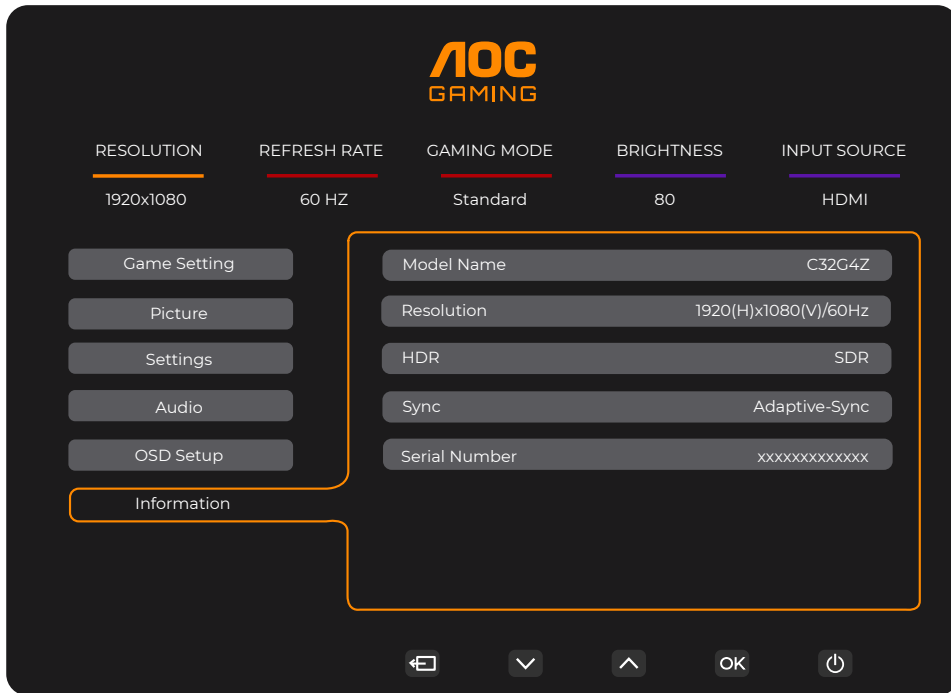 AOC
GAMING
RESOLUTION REFRESH RATE GAMING MODE BRIGHTNESS INPUT SOURCE
1920x1080 60 HZ Standard 80 HDMI
Game Setting
Picture
Settings
Audio
OSD Setup
Information
Model Name C32G4Z
Resolution 1920(H)x1080(V)/60Hz
HDR SDR
Sync Adaptive-Sync
Serial Number xxxxxxxxxxxxx
OK